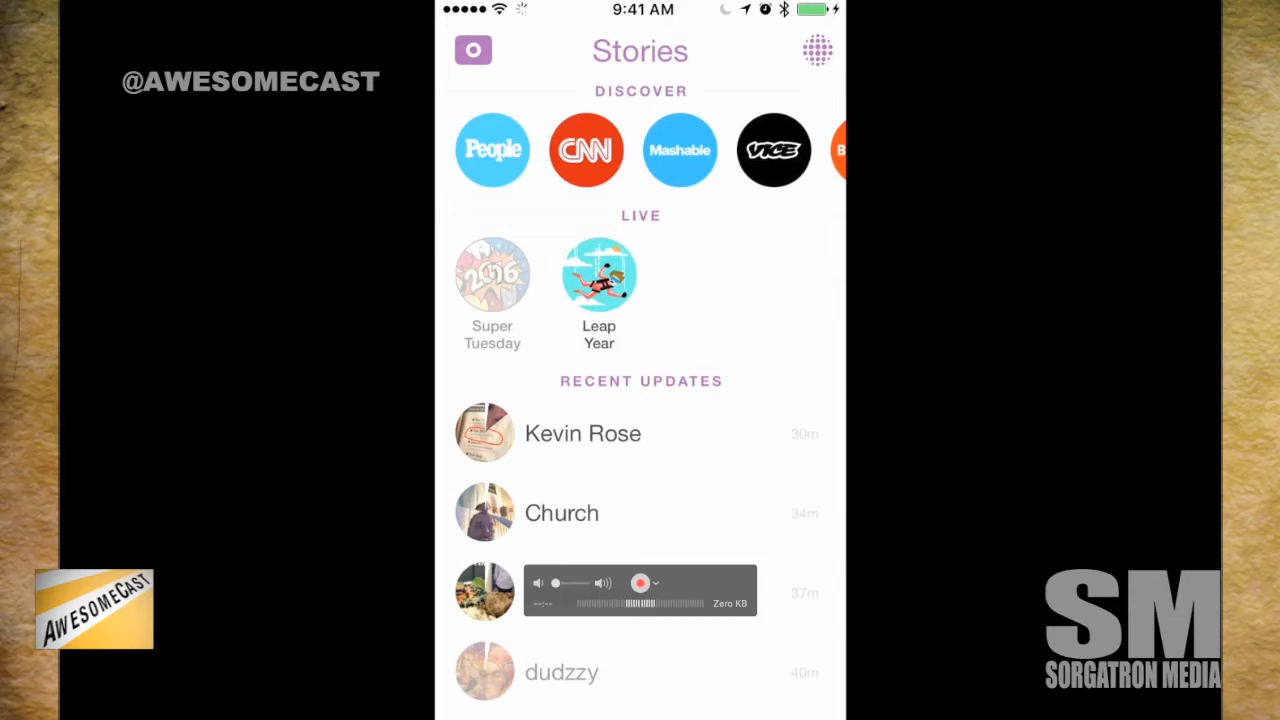 9:41 AM
@AWESOMECAST
Stories
DISCOVER
People
CNN
Mashable
VICE
B
LIVE
2016
Super
Tuesday
Leap
Year
RECENT UPDATES
Kevin Rose
30m
Church
34m
--:--
Zero KB
37m
dudzzy
40m
AWESOMECAST
SM
SORGATRON MEDIA